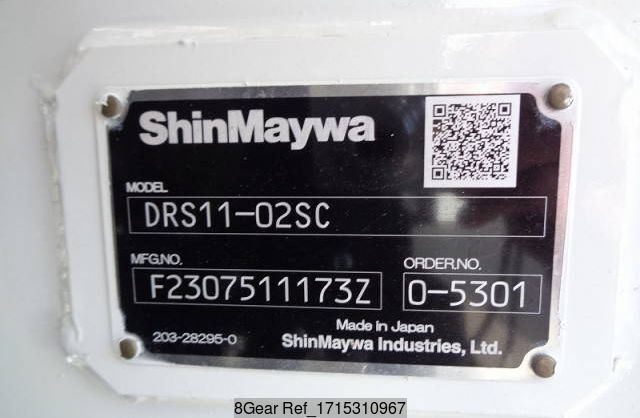 ShinMaywa
MODEL
DRS11-02SC
MFG.NO.
F2307511173Z
ORDER.NO.
0-5301
203-28295-0
Made in Japan
ShinMaywa Industries, Ltd.
8Gear Ref_1715310967